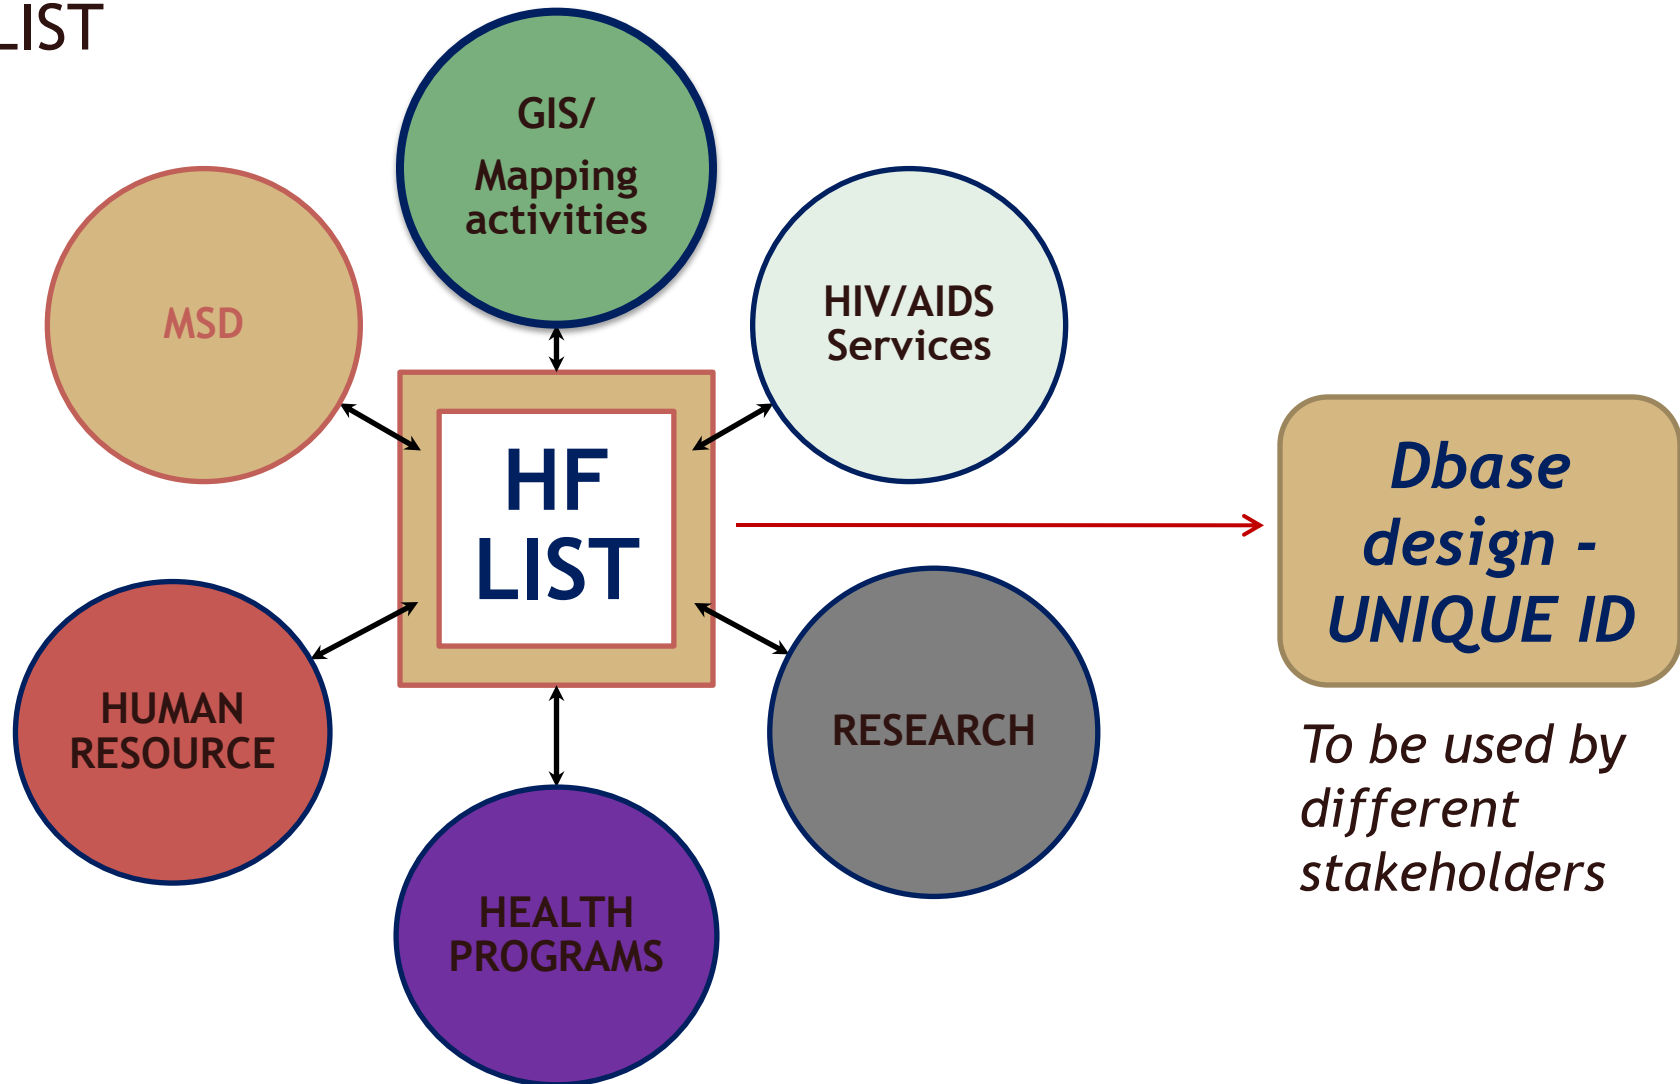 LIST
GIS/
Mapping
activities
MSD
HIV/AIDS
Services
HF
LIST
Dbase
design -
UNIQUE ID
HUMAN
RESOURCE
RESEARCH
To be used by
different
stakeholders
HEALTH
PROGRAMS